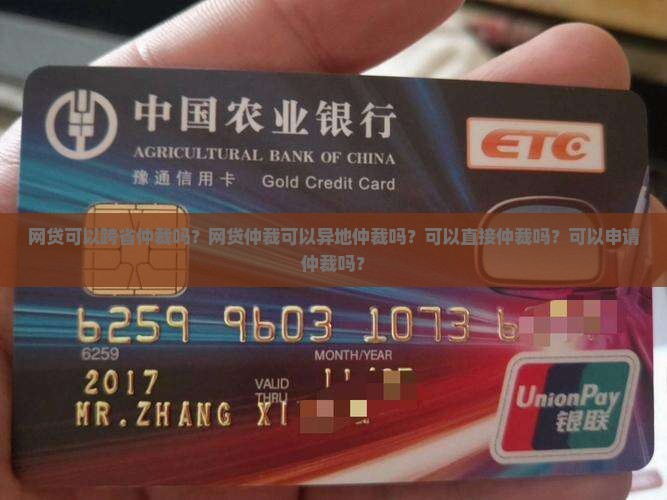 中国农业银行
AGRICULTURAL BANK OF CHINA
ETC
豫通信用卡 Gold Credit Card
网贷可以跨省仲裁吗？网贷仲裁可以异地仲裁吗？可以直接仲裁吗？可以申请
仲裁吗？
6259 9603 1073
6259
MONTH/YEAR
2017
VALID
THRU
MR.ZHANG XI
UnionPay
银联